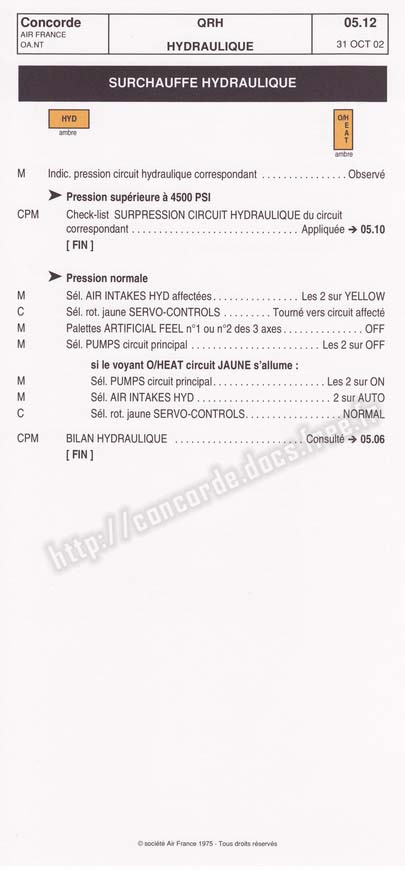 Concorde QRH 05.12
AIR FRANCE
OA.NT HYDRAULIQUE 31 OCT 02
SURCHAUFFE HYDRAULIQUE
HYD O/H
E
A
T
ambre
ambre
M Indic. pression circuit hydraulique correspondant ................ Observé
➤ Pression supérieure à 4500 PSI
CPM Check-list SURPRESSION CIRCUIT HYDRAULIQUE du circuit
correspondant ............................... Appliquée ➔ 05.10
[ FIN ]
➤ Pression normale
M Sél. AIR INTAKES HYD affectées ................ Les 2 sur YELLOW
C Sél. rot. jaune SERVO-CONTROLS ......... Tourné vers circuit affecté
M Palettes ARTIFICIAL FEEL n°1 ou n°2 des 3 axes ............... OFF
M Sél. PUMPS circuit principal ......................... Les 2 sur OFF
si le voyant O/HEAT circuit JAUNE s'allume :
M Sél. PUMPS circuit principal ..................... Les 2 sur ON
M Sél. AIR INTAKES HYD ......................... 2 sur AUTO
C Sél. rot. jaune SERVO-CONTROLS .................. NORMAL
CPM BILAN HYDRAULIQUE ....................... Consulté ➔ 05.06
[ FIN ]
http://concorde.docs.free.fr
© société Air France 1975 - Tous droits réservés